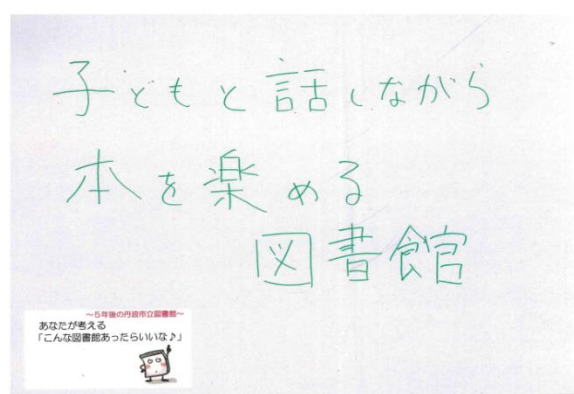 子どもと話しながら
本を楽める
図書館
～5年後の丹波市立図書館～
あなたが考える
「こんな図書館あったらいいな♪」